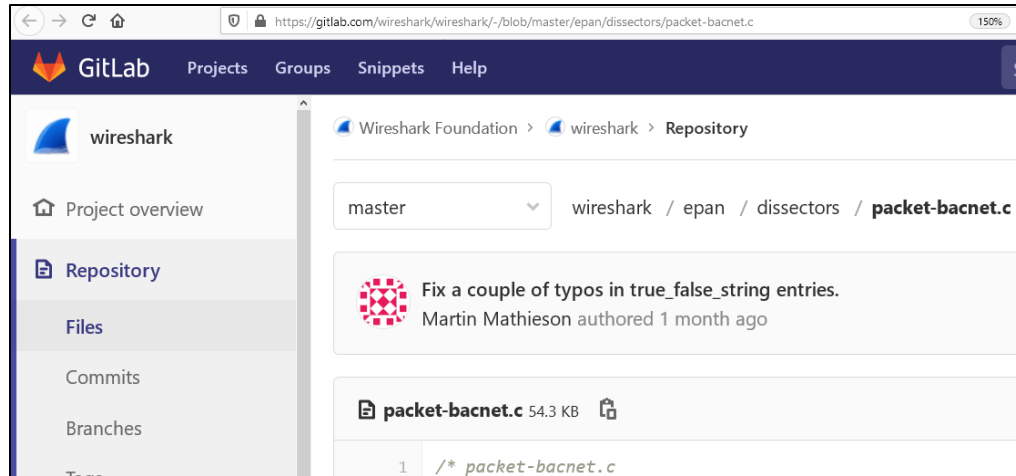 https://gitlab.com/wireshark/wireshark/-/blob/master/epan/dissectors/packet-bacnet.c 150%
GitLab Projects Groups Snippets Help
wireshark
Wireshark Foundation > wireshark > Repository
Project overview
master wireshark / epan / dissectors / packet-bacnet.c
Repository
Fix a couple of typos in true_false_string entries.
Martin Mathieson authored 1 month ago
Files
Commits
packet-bacnet.c 54.3 KB
Branches
1 /* packet-bacnet.c